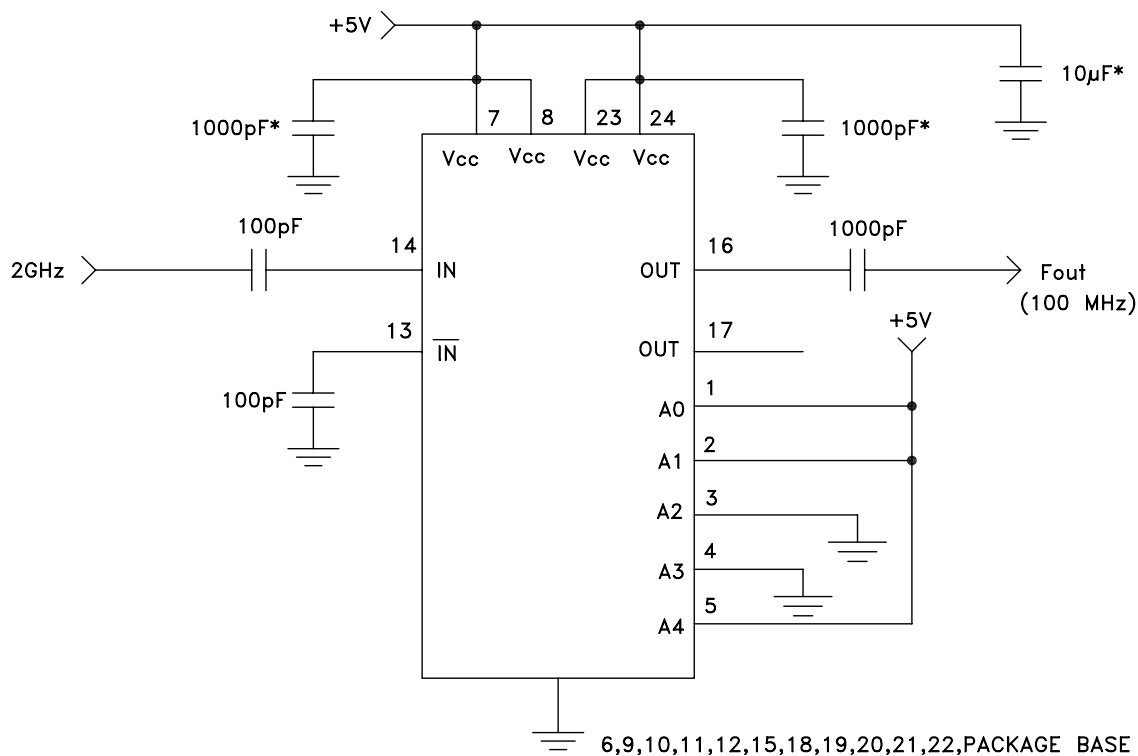 +5V
10µF*
1000pF*
7 8 23 24
1000pF*
Vcc Vcc Vcc Vcc
100pF
1000pF
14
16
2GHz
IN
OUT
Fout
(100 MHz)
+5V
13
17
IN
OUT
100pF
1
A0
2
A1
3
A2
4
A3
5
A4
6,9,10,11,12,15,18,19,20,21,22,PACKAGE BASE